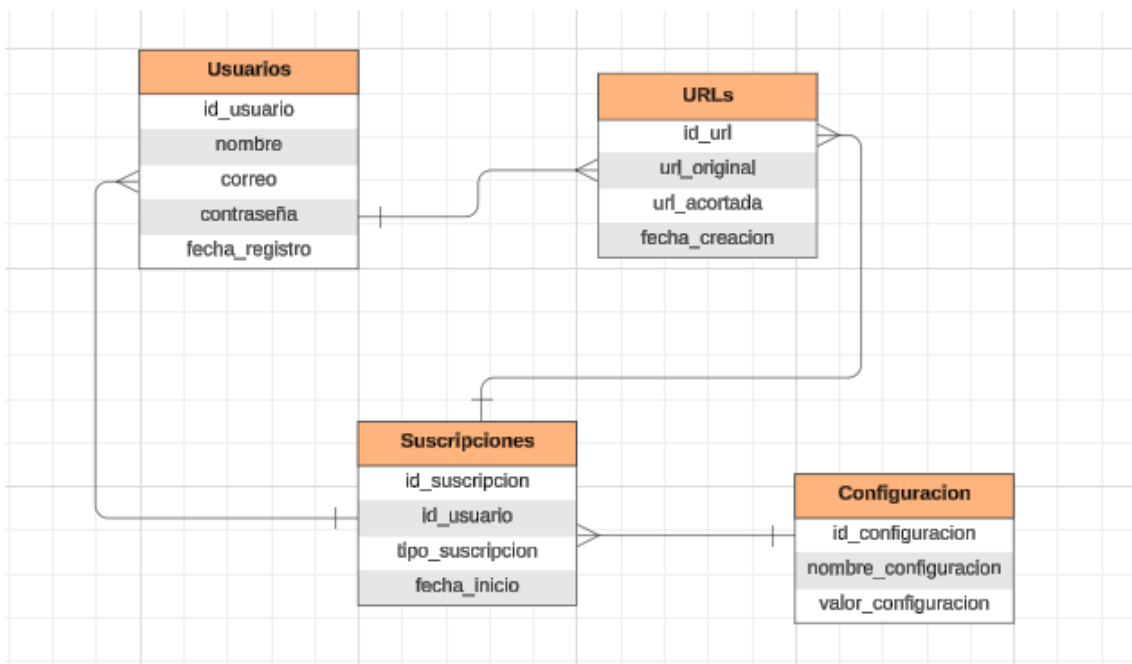 Usuarios
id_usuario
nombre
correo
contraseña
fecha_registro
URLs
id_url
url_original
url_acortada
fecha_creacion
Suscripciones
id_suscripcion
id_usuario
tipo_suscripcion
fecha_inicio
Configuracion
id_configuracion
nombre_configuracion
valor_configuracion